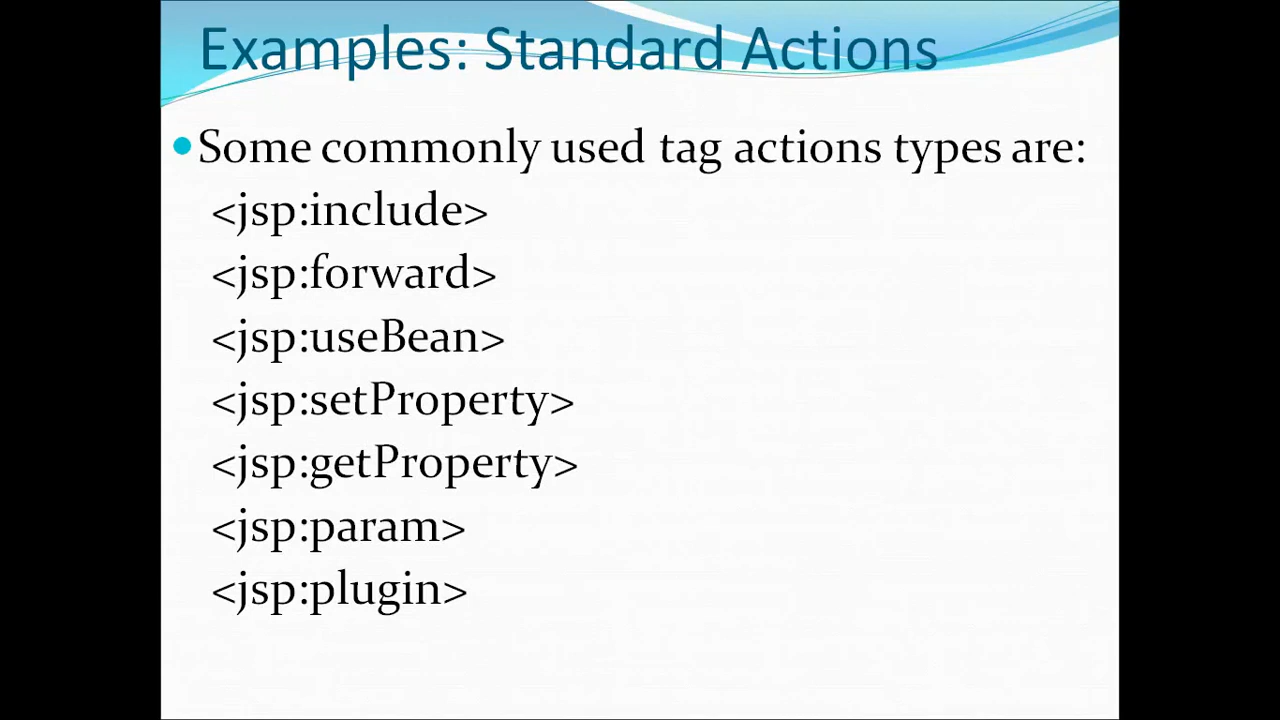 Examples: Standard Actions
Some commonly used tag actions types are:
<jsp:include>
<jsp:forward>
<jsp:useBean>
<jsp:setProperty>
<jsp:getProperty>
<jsp:param>
<jsp:plugin>